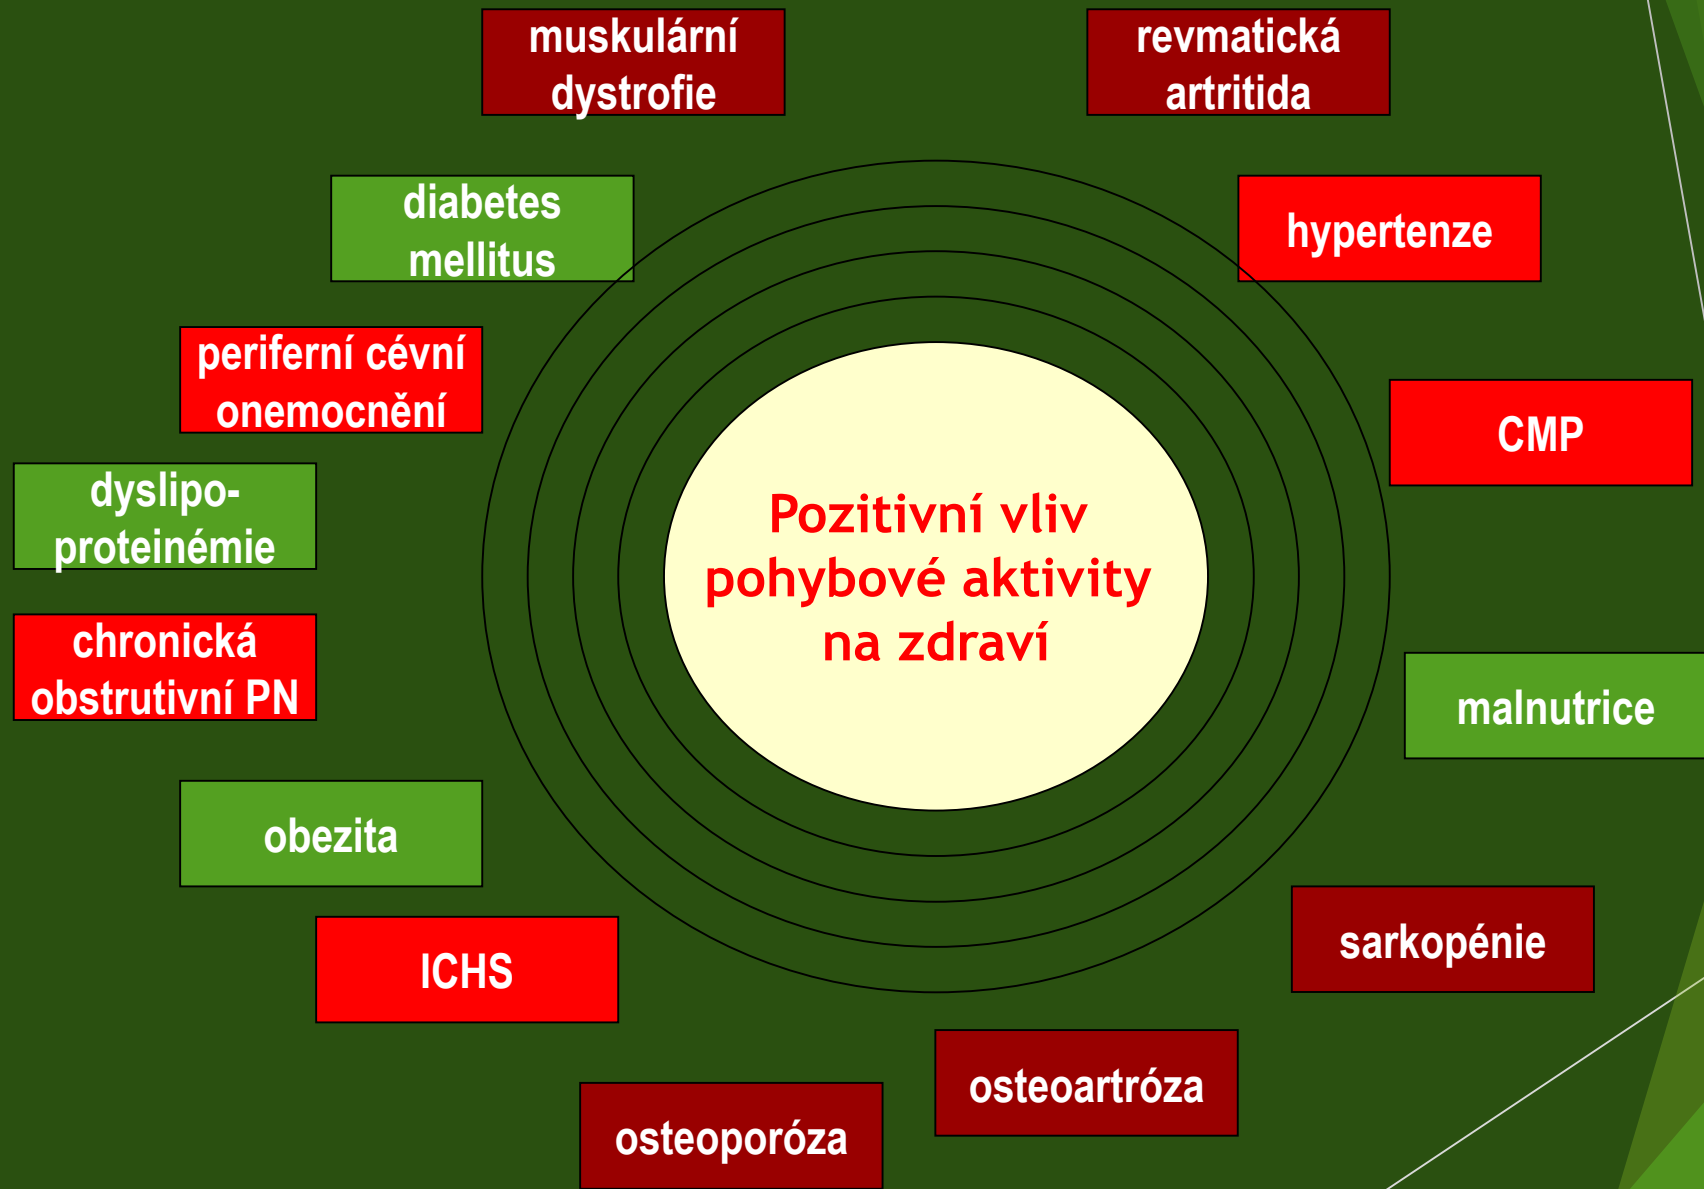 muskulární
dystrofie
revmatická
artritida
diabetes
mellitus
hypertenze
periferní cévní
onemocnění
CMP
dyslipo-
proteinémie
Pozitivní vliv
pohybové aktivity
na zdraví
chronická
obstrutivní PN
malnutrice
obezita
sarkopénie
ICHS
osteoartróza
osteoporóza